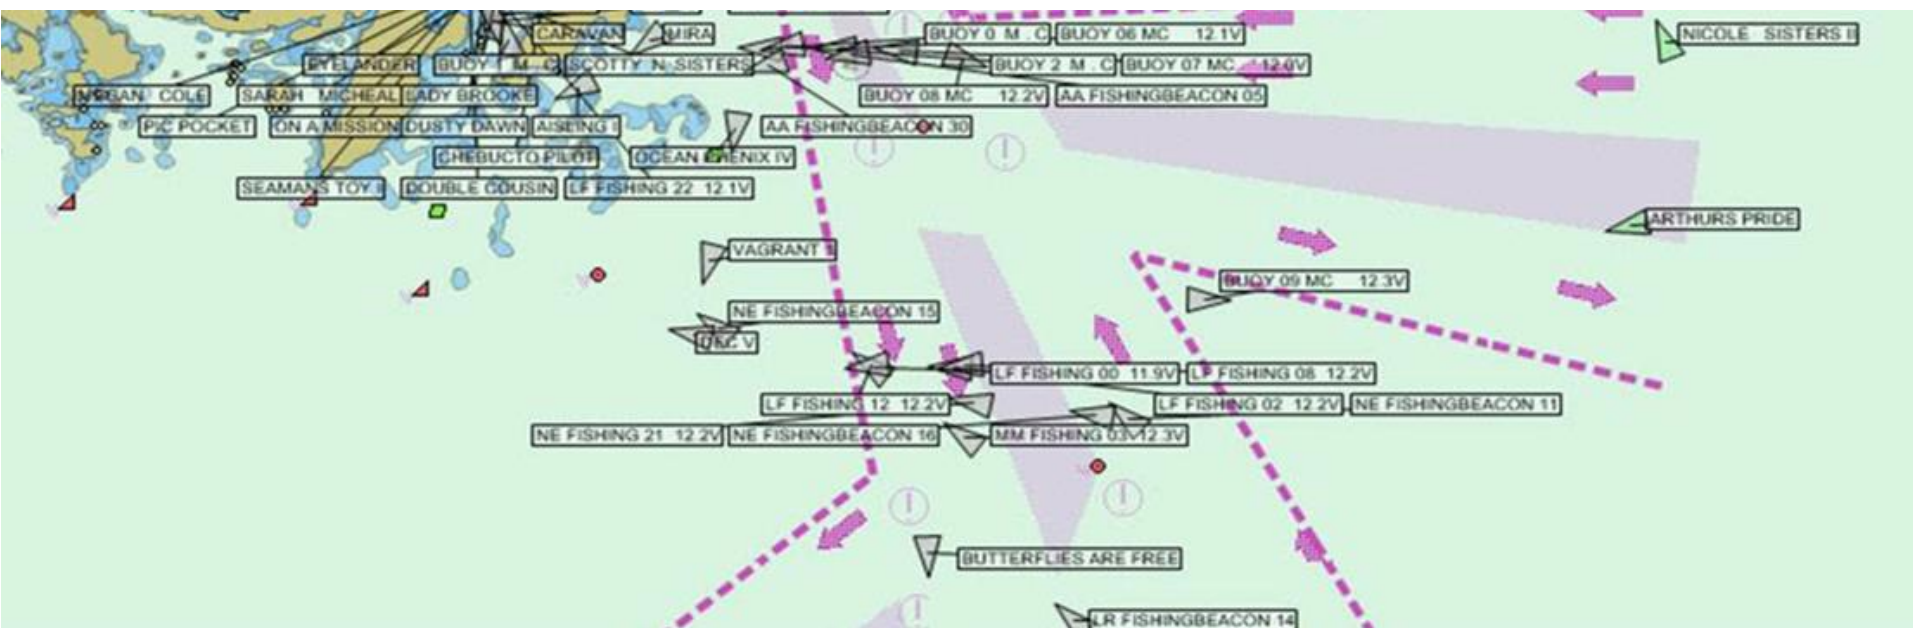 CARAVAN MIRA BUOY 0 M . C BUOY 06 MC 12.1V NICOLE SISTERS II
EYELANDER BUOY 1 M C SCOTTY N SISTERS BUOY 2 M . C BUOY 07 MC 12.0V
MEGAN COLE SARAH MICHEAL LADY BROOKE BUOY 08 MC 12.2V AA FISHINGBEACON 05
PIC POCKET ON A MISSION DUSTY DAWN AISLING I AA FISHINGBEACON 30
CHEBUCTO PILOT OCEAN PHENIX IV
SEAMANS TOY II DOUBLE COUSIN LF FISHING 22 12.1V
ARTHURS PRIDE
VAGRANT 1
BUOY 09 MC 12.3V
NE FISHINGBEACON 15
DEC V
LF FISHING 00 11.9V LF FISHING 08 12.2V
LF FISHING 12 12.2V LF FISHING 02 12.2V NE FISHINGBEACON 11
NE FISHING 21 12.2V NE FISHINGBEACON 16 MM FISHING 03 12.3V
BUTTERFLIES ARE FREE
LR FISHINGBEACON 14